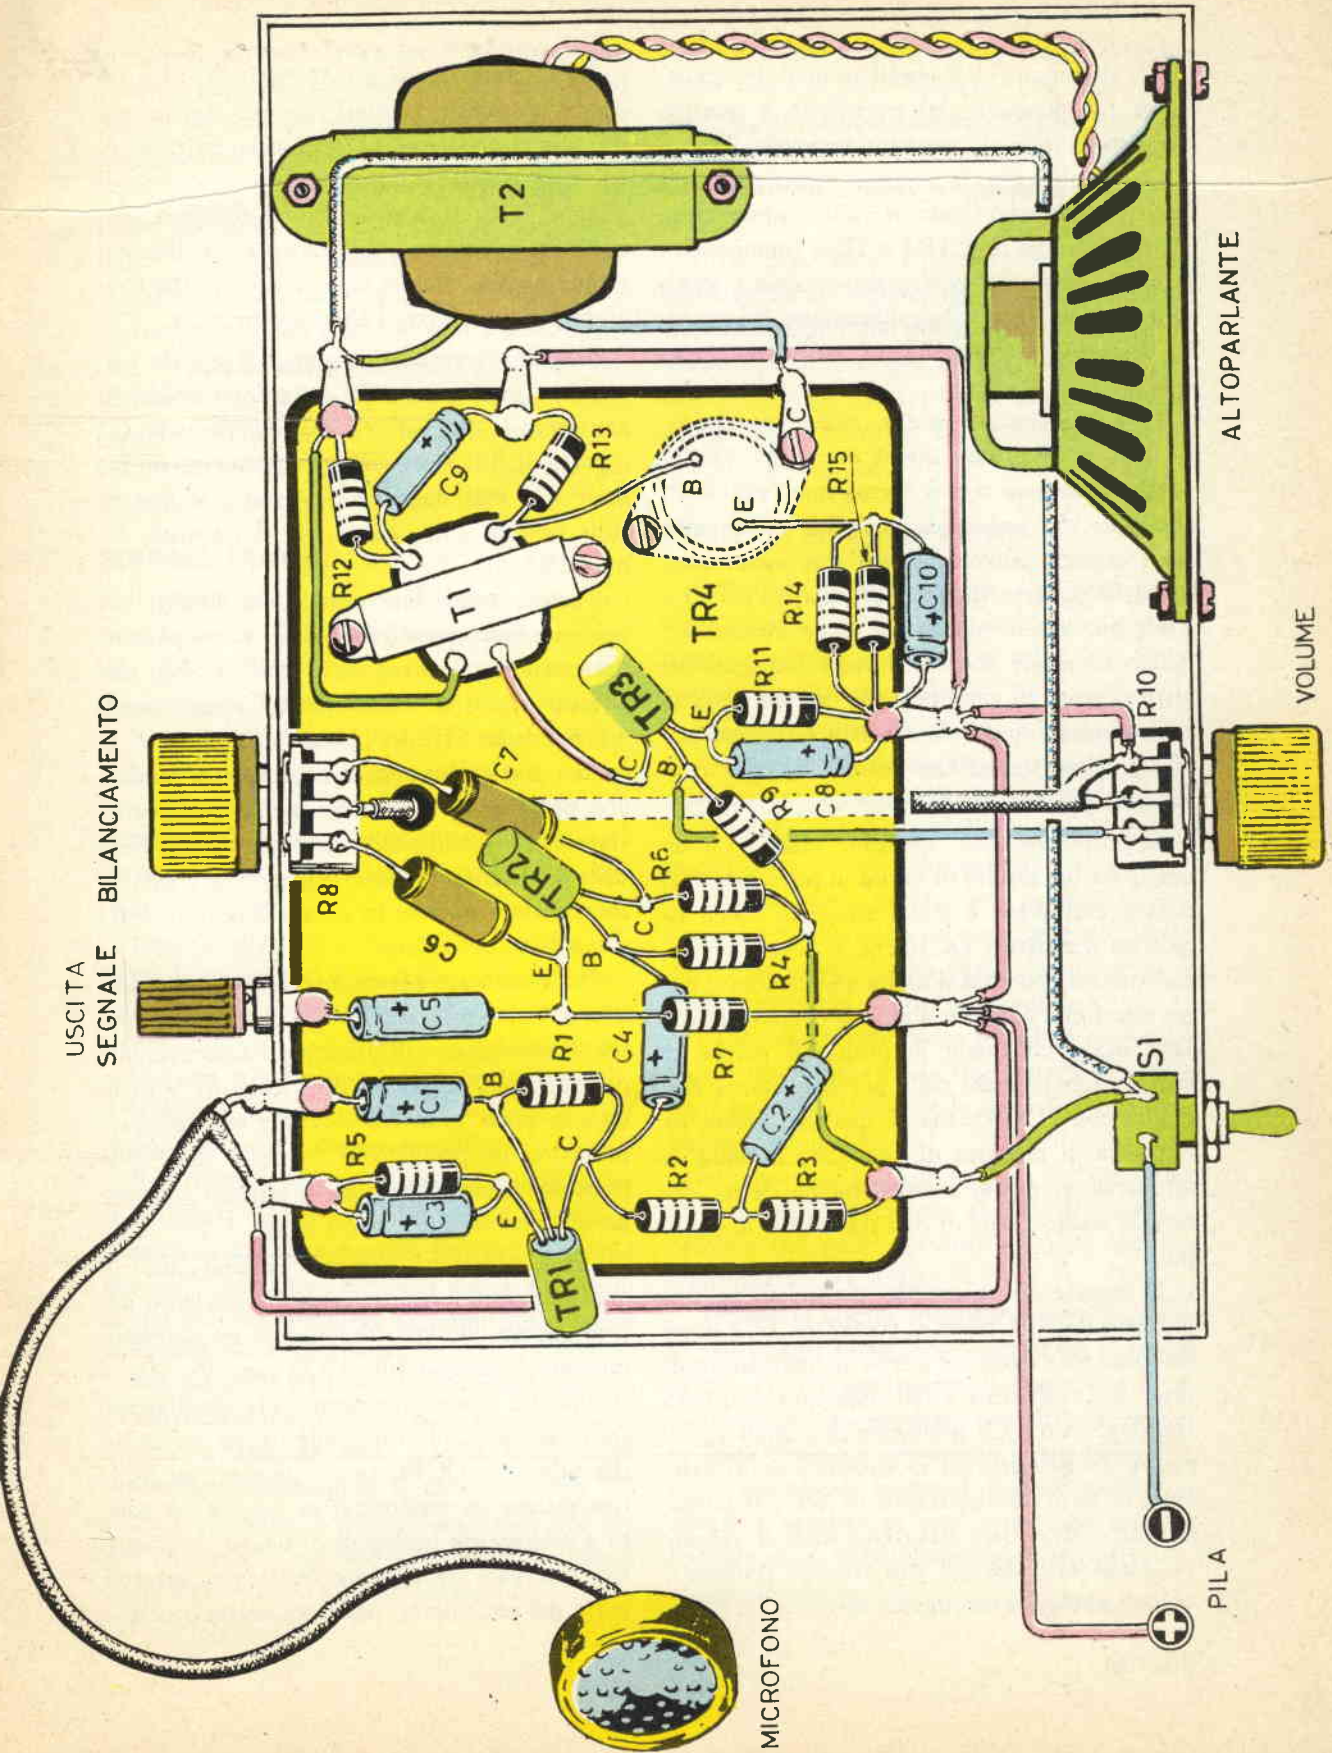 USCITA
SEGNALE BILANCIAMENTO
R8
R12
R5
+ C3
+ C1
+ C5
C6
C7
+
C9
T1
T2
E
B
E
C
R1
B
C
TR1
TR2
C
R13
C4
+
R6
TR3
B
R2
R7
C
B
E
TR4
B
E
C
R4
R9
R11
C2 +
R3
C8
+
R14
R15
+ C10
MICROFONO
S1
R10
PILA
+
-
ALTOPARLANTE
VOLUME